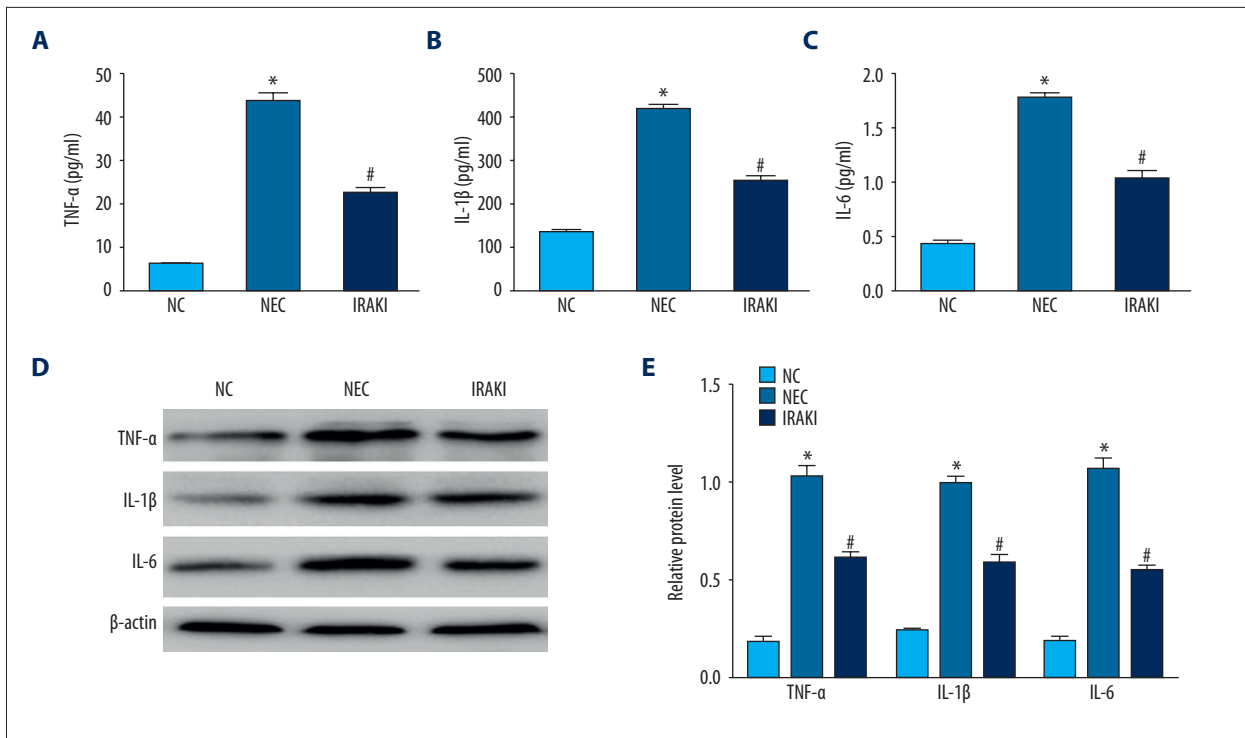 A
TNF-α (pg/ml)
50
40
30
20
10
0
*
#
NC NEC IRAKI
B
IL-1β (pg/ml)
500
400
300
200
100
0
*
#
NC NEC IRAKI
C
IL-6 (pg/ml)
2.0
1.5
1.0
0.5
0.0
*
#
NC NEC IRAKI
D
NC NEC IRAKI
TNF-α
IL-1β
IL-6
β-actin
E
NC
NEC
IRAKI
Relative protein level
1.5
1.0
0.5
0.0
* * *
# # #
TNF-α IL-1β IL-6